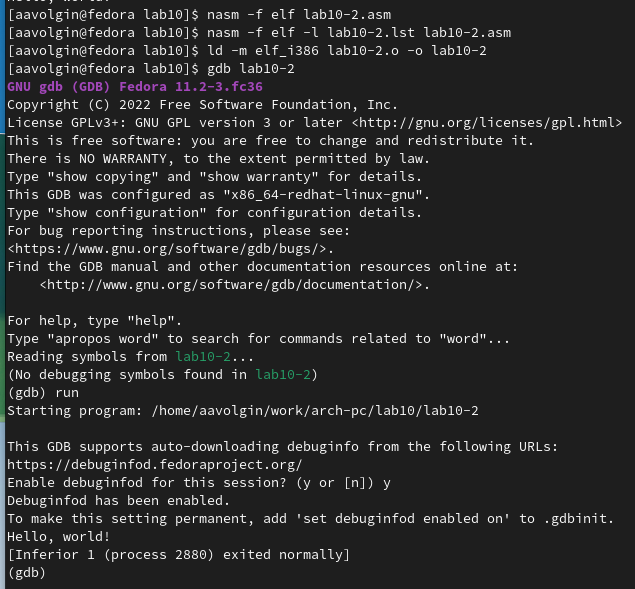 [aavolgin@fedora lab10]$ nasm -f elf lab10-2.asm
[aavolgin@fedora lab10]$ nasm -f elf -l lab10-2.lst lab10-2.asm
[aavolgin@fedora lab10]$ ld -m elf_i386 lab10-2.o -o lab10-2
[aavolgin@fedora lab10]$ gdb lab10-2
GNU gdb (GDB) Fedora 11.2-3.fc36
Copyright (C) 2022 Free Software Foundation, Inc.
License GPLv3+: GNU GPL version 3 or later <http://gnu.org/licenses/gpl.html>
This is free software: you are free to change and redistribute it.
There is NO WARRANTY, to the extent permitted by law.
Type "show copying" and "show warranty" for details.
This GDB was configured as "x86_64-redhat-linux-gnu".
Type "show configuration" for configuration details.
For bug reporting instructions, please see:
<https://www.gnu.org/software/gdb/bugs/>.
Find the GDB manual and other documentation resources online at:
    <http://www.gnu.org/software/gdb/documentation/>.

For help, type "help".
Type "apropos word" to search for commands related to "word"...
Reading symbols from lab10-2...
(No debugging symbols found in lab10-2)
(gdb) run
Starting program: /home/aavolgin/work/arch-pc/lab10/lab10-2

This GDB supports auto-downloading debuginfo from the following URLs:
https://debuginfod.fedoraproject.org/
Enable debuginfod for this session? (y or [n]) y
Debuginfod has been enabled.
To make this setting permanent, add 'set debuginfod enabled on' to .gdbinit.
Hello, world!
[Inferior 1 (process 2880) exited normally]
(gdb)